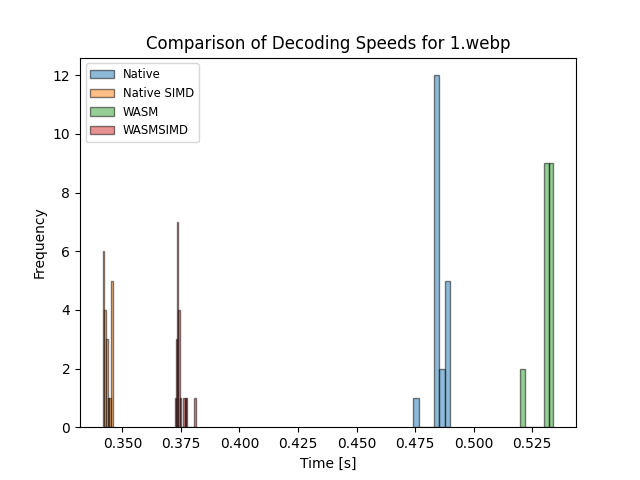 Comparison of Decoding Speeds for 1.webp
Native
Native SIMD
WASM
WASMSIMD
12
10
8
6
4
2
0
Frequency
0.350 0.375 0.400 0.425 0.450 0.475 0.500 0.525
Time [s]